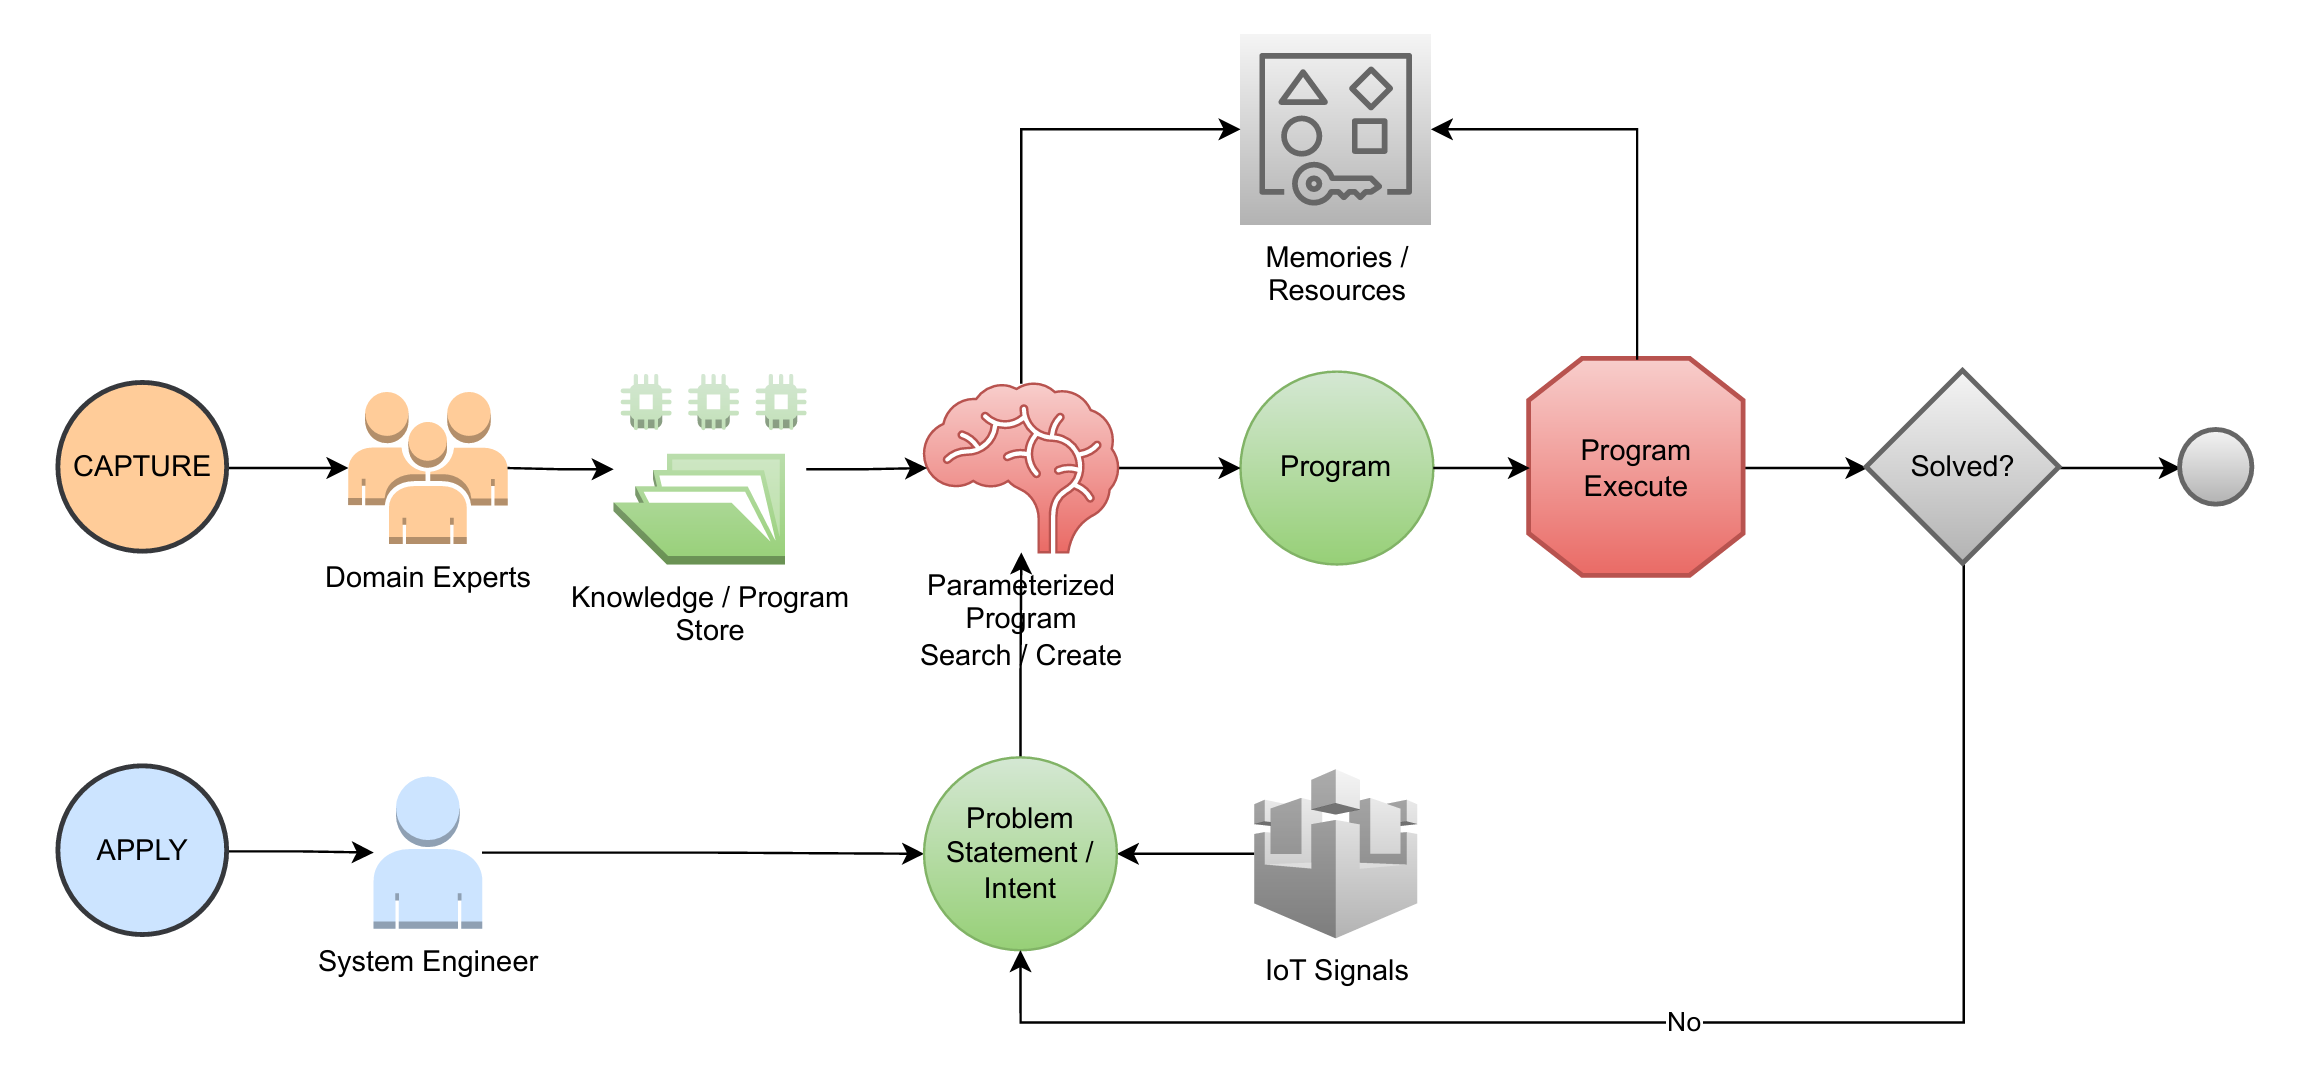 Memories /
Resources
CAPTURE
Domain Experts
Knowledge / Program
Store
Parameterized
Program
Search / Create
Program
Program
Execute
Solved?
APPLY
System Engineer
Problem
Statement /
Intent
IoT Signals
No